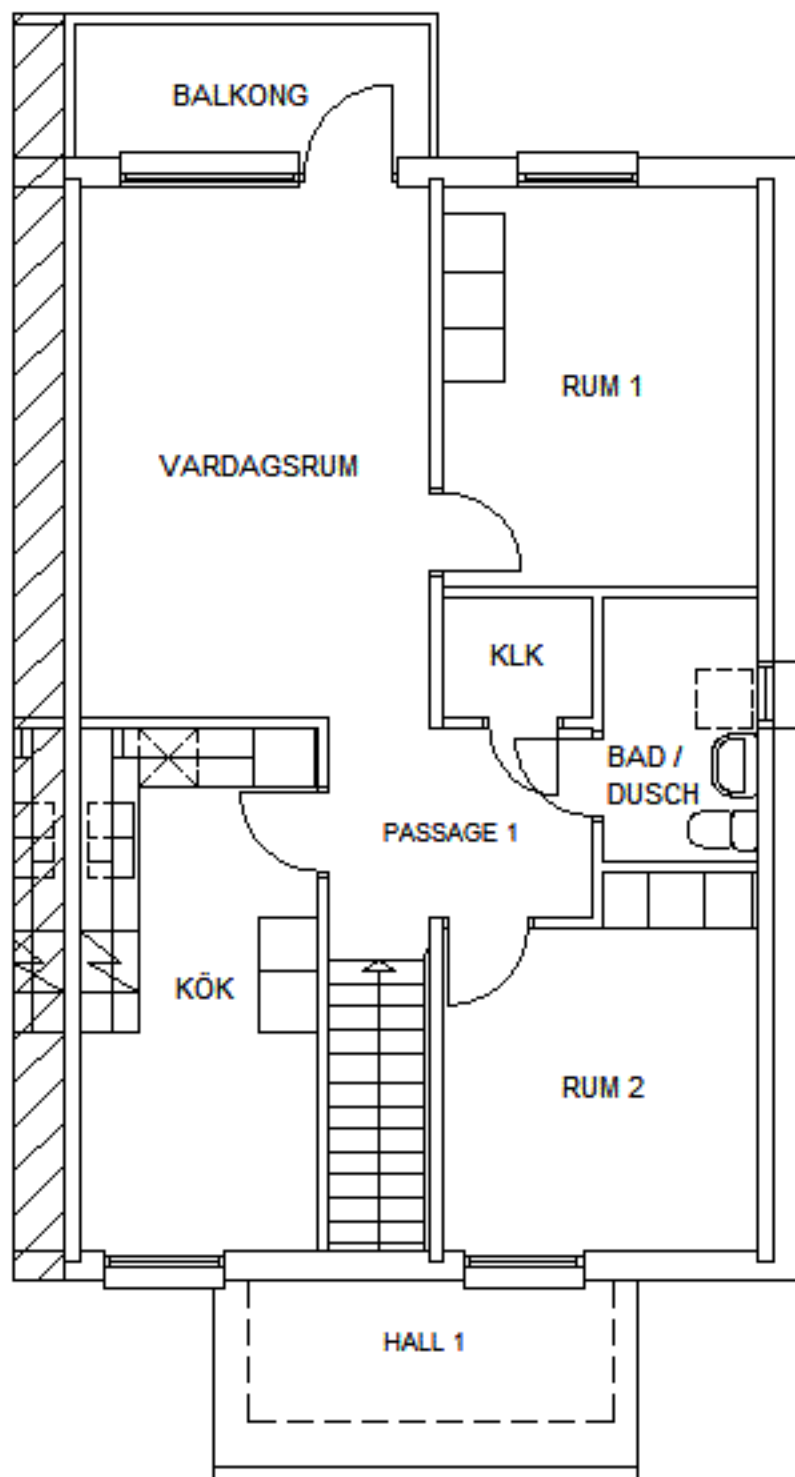 BALKONG
RUM 1
VARDAGSRUM
KLK
BAD /
DUSCH
PASSAGE 1
KÖK
RUM 2
HALL 1